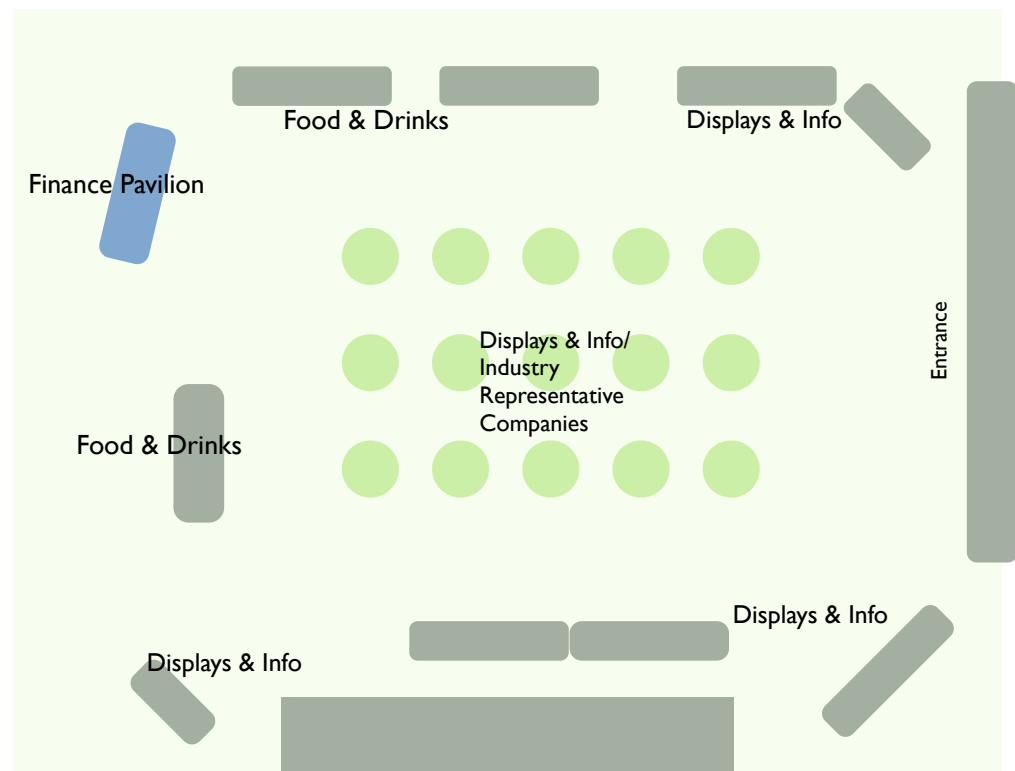 Food & Drinks
Displays & Info
Finance Pavilion
Entrance
Displays & Info/
Industry
Representative
Companies
Food & Drinks
Displays & Info
Displays & Info